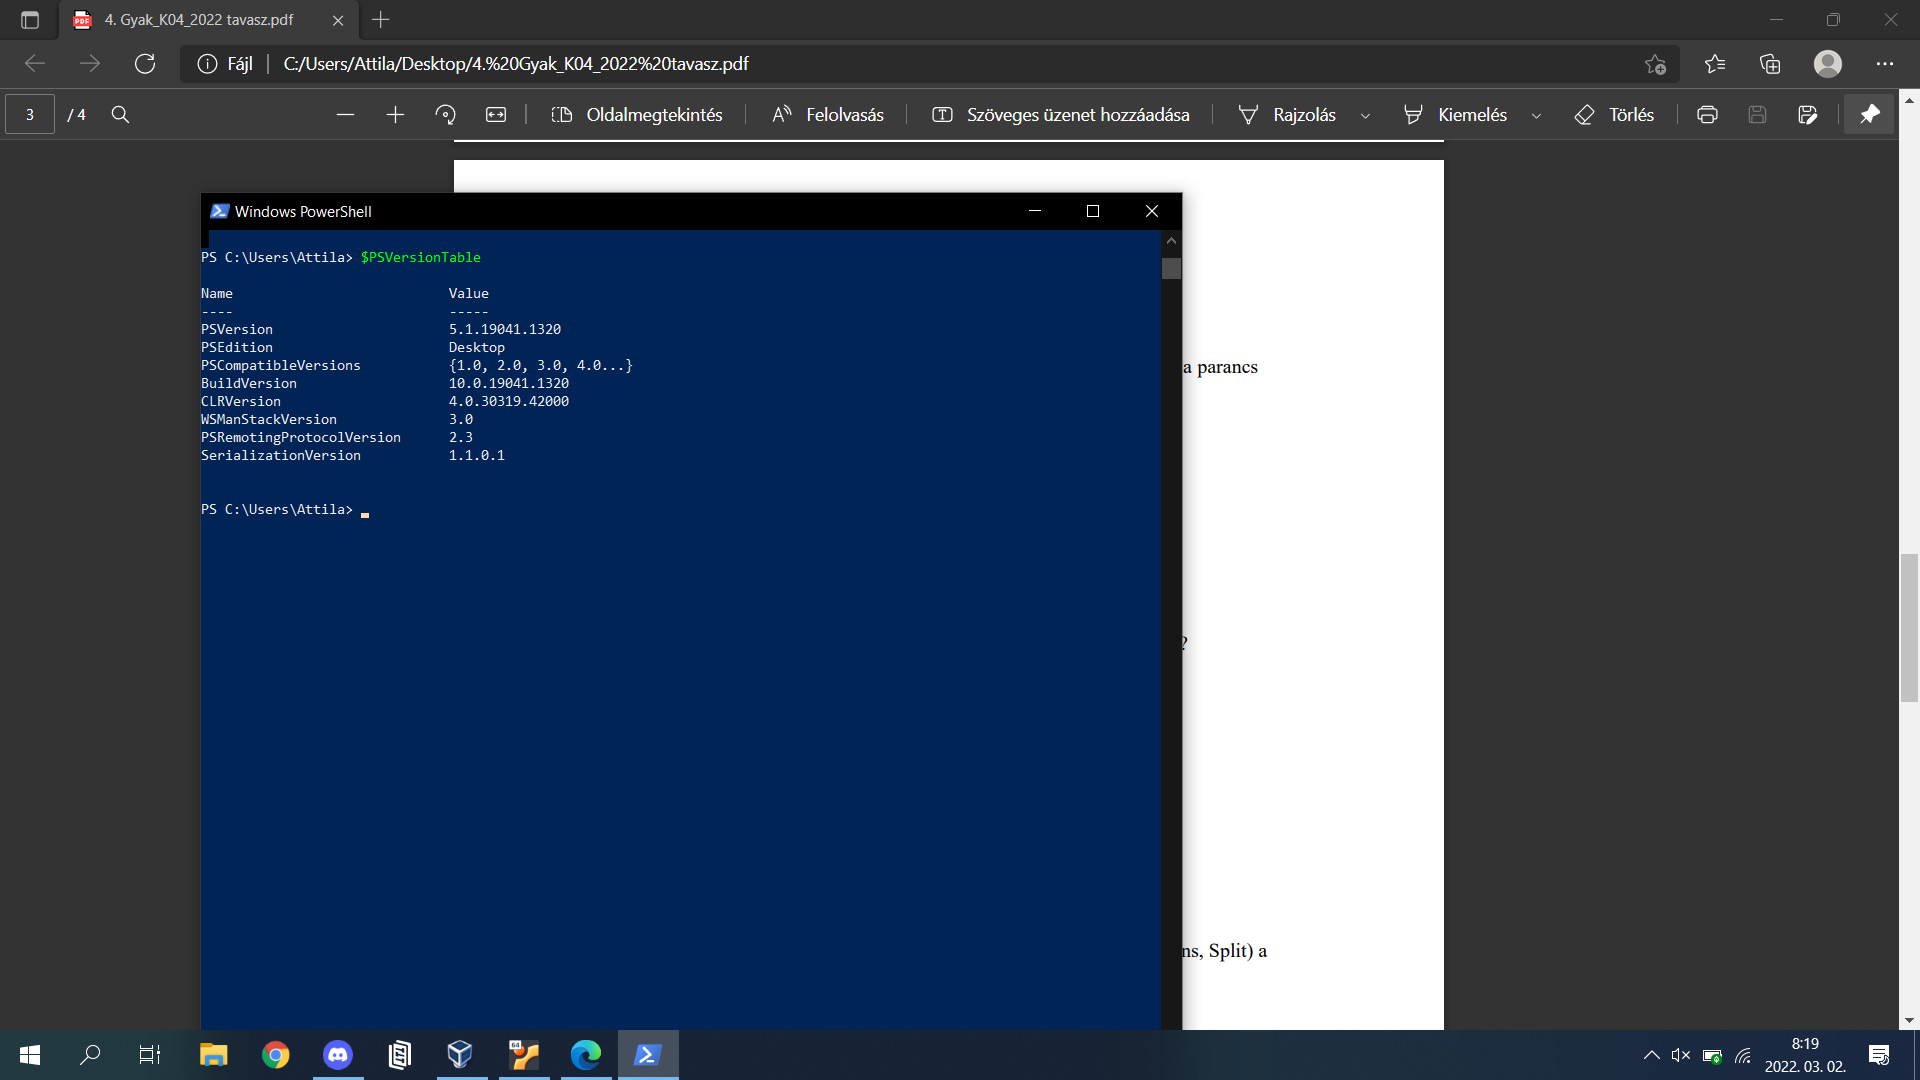 4. Gyak_K04_2022 tavasz.pdf
Fájl
C:/Users/Attila/Desktop/4.%20Gyak_K04_2022%20tavasz.pdf
3 / 4
Oldalmegtekintés
Felolvasás
Szöveges üzenet hozzáadása
Rajzolás
Kiemelés
Törlés
Windows PowerShell
PS C:\Users\Attila> $PSVersionTable
Name Value
---- -----
PSVersion 5.1.19041.1320
PSEdition Desktop
PSCompatibleVersions {1.0, 2.0, 3.0, 4.0...}
BuildVersion 10.0.19041.1320
CLRVersion 4.0.30319.42000
WSManStackVersion 3.0
PSRemotingProtocolVersion 2.3
SerializationVersion 1.1.0.1
PS C:\Users\Attila>
a parancs
?
ns, Split) a
64
8:19
2022. 03. 02.